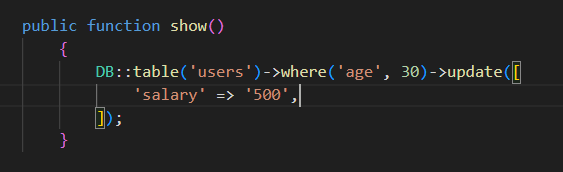 public function show()
{
DB::table('users')->where('age', 30)->update([
'salary' => '500',
]);
}